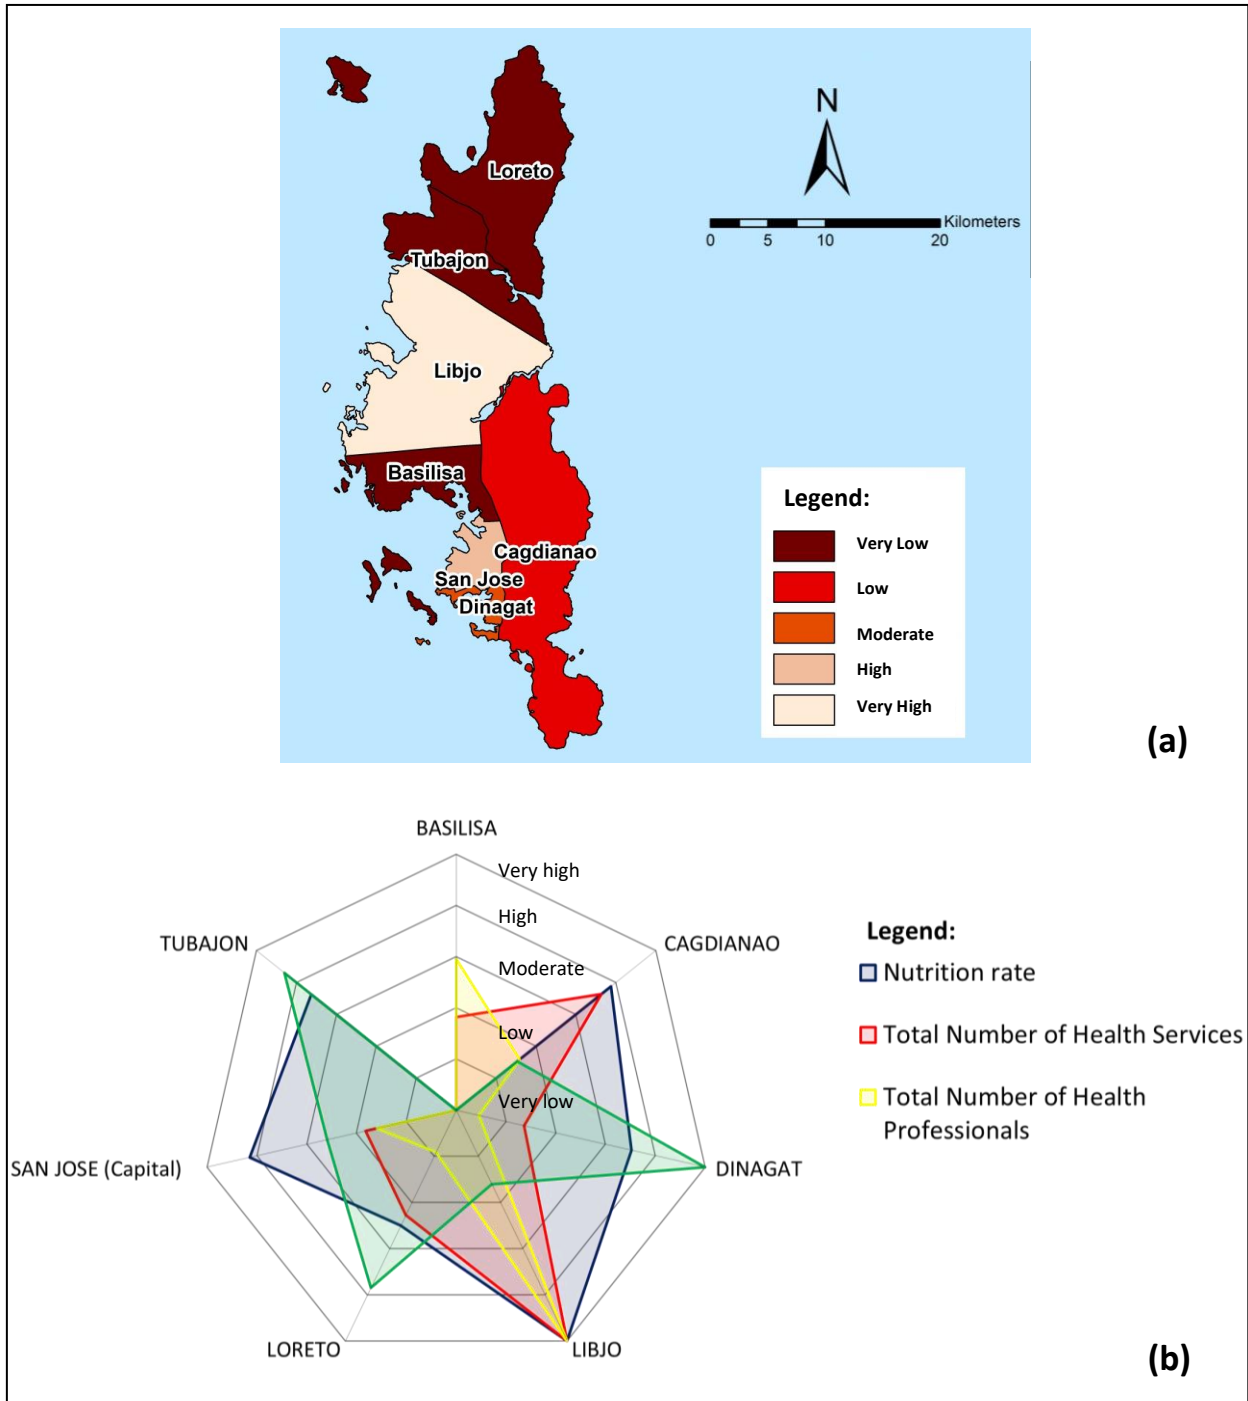 N
Kilometers
0 5 10 20
Loreto
Tubajon
Libjo
Basilisa
Cagdianao
San Jose
Dinagat
Legend:
Very Low
Low
Moderate
High
Very High
(a)
BASILISA
Very high
High
Moderate
Low
Very low
TUBAJON
CAGDIANAO
SAN JOSE (Capital)
DINAGAT
LORETO
LIBJO
Legend:
Nutrition rate
Total Number of Health Services
Total Number of Health
Professionals
(b)